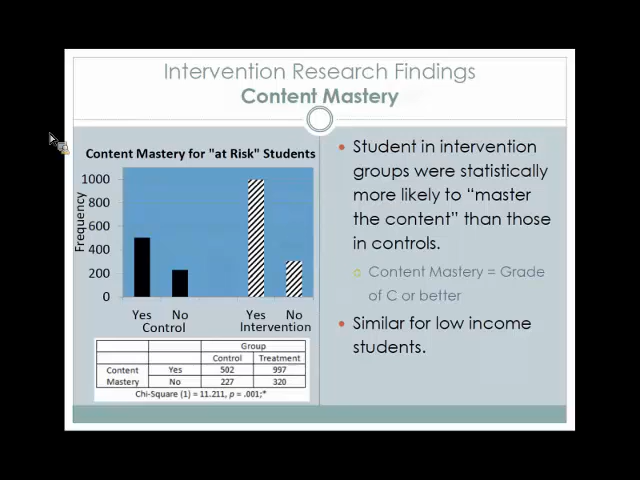 Intervention Research Findings
Content Mastery
Content Mastery for "at Risk" Students
Frequency
1000
800
600
400
200
0
Yes No Yes No
Control Intervention
Group
Control Treatment
Content Yes 502 997
Mastery No 227 320
Chi-Square (1) = 11.211, p = .001;*
Student in intervention
groups were statistically
more likely to “master
the content” than those
in controls.
Content Mastery = Grade
of C or better
Similar for low income
students.